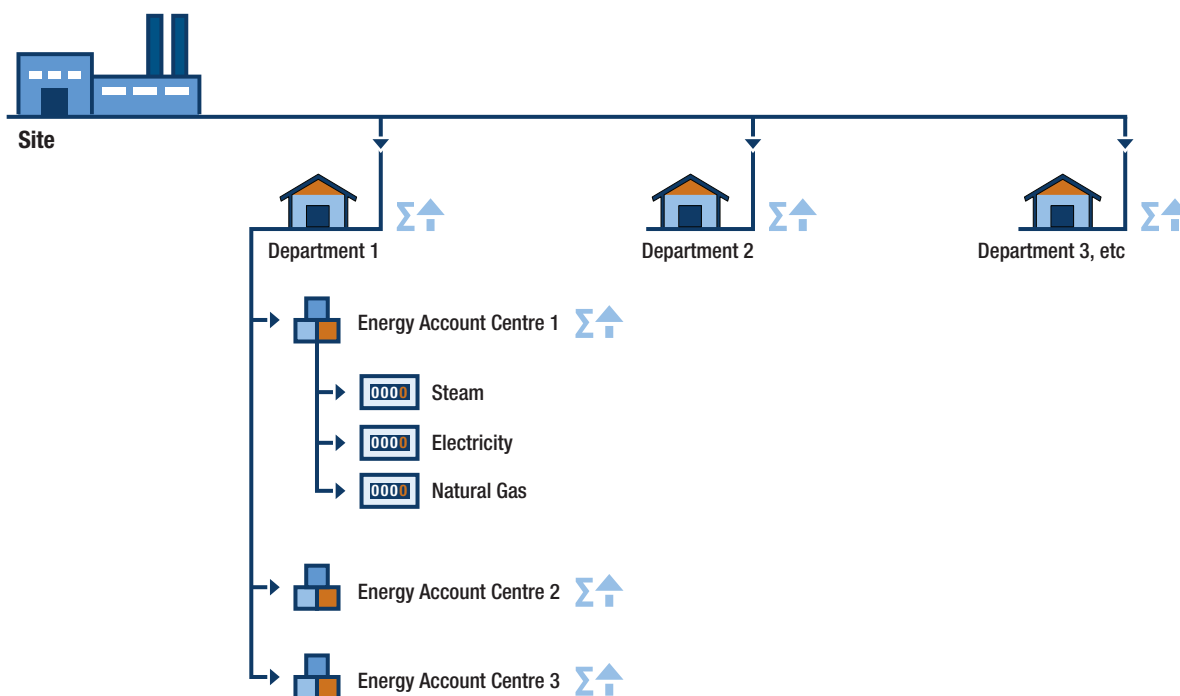 Site
Department 1
Σ
Department 2
Σ
Department 3, etc
Σ
Energy Account Centre 1
Σ
0000
Steam
0000
Electricity
0000
Natural Gas
Energy Account Centre 2
Σ
Energy Account Centre 3
Σ